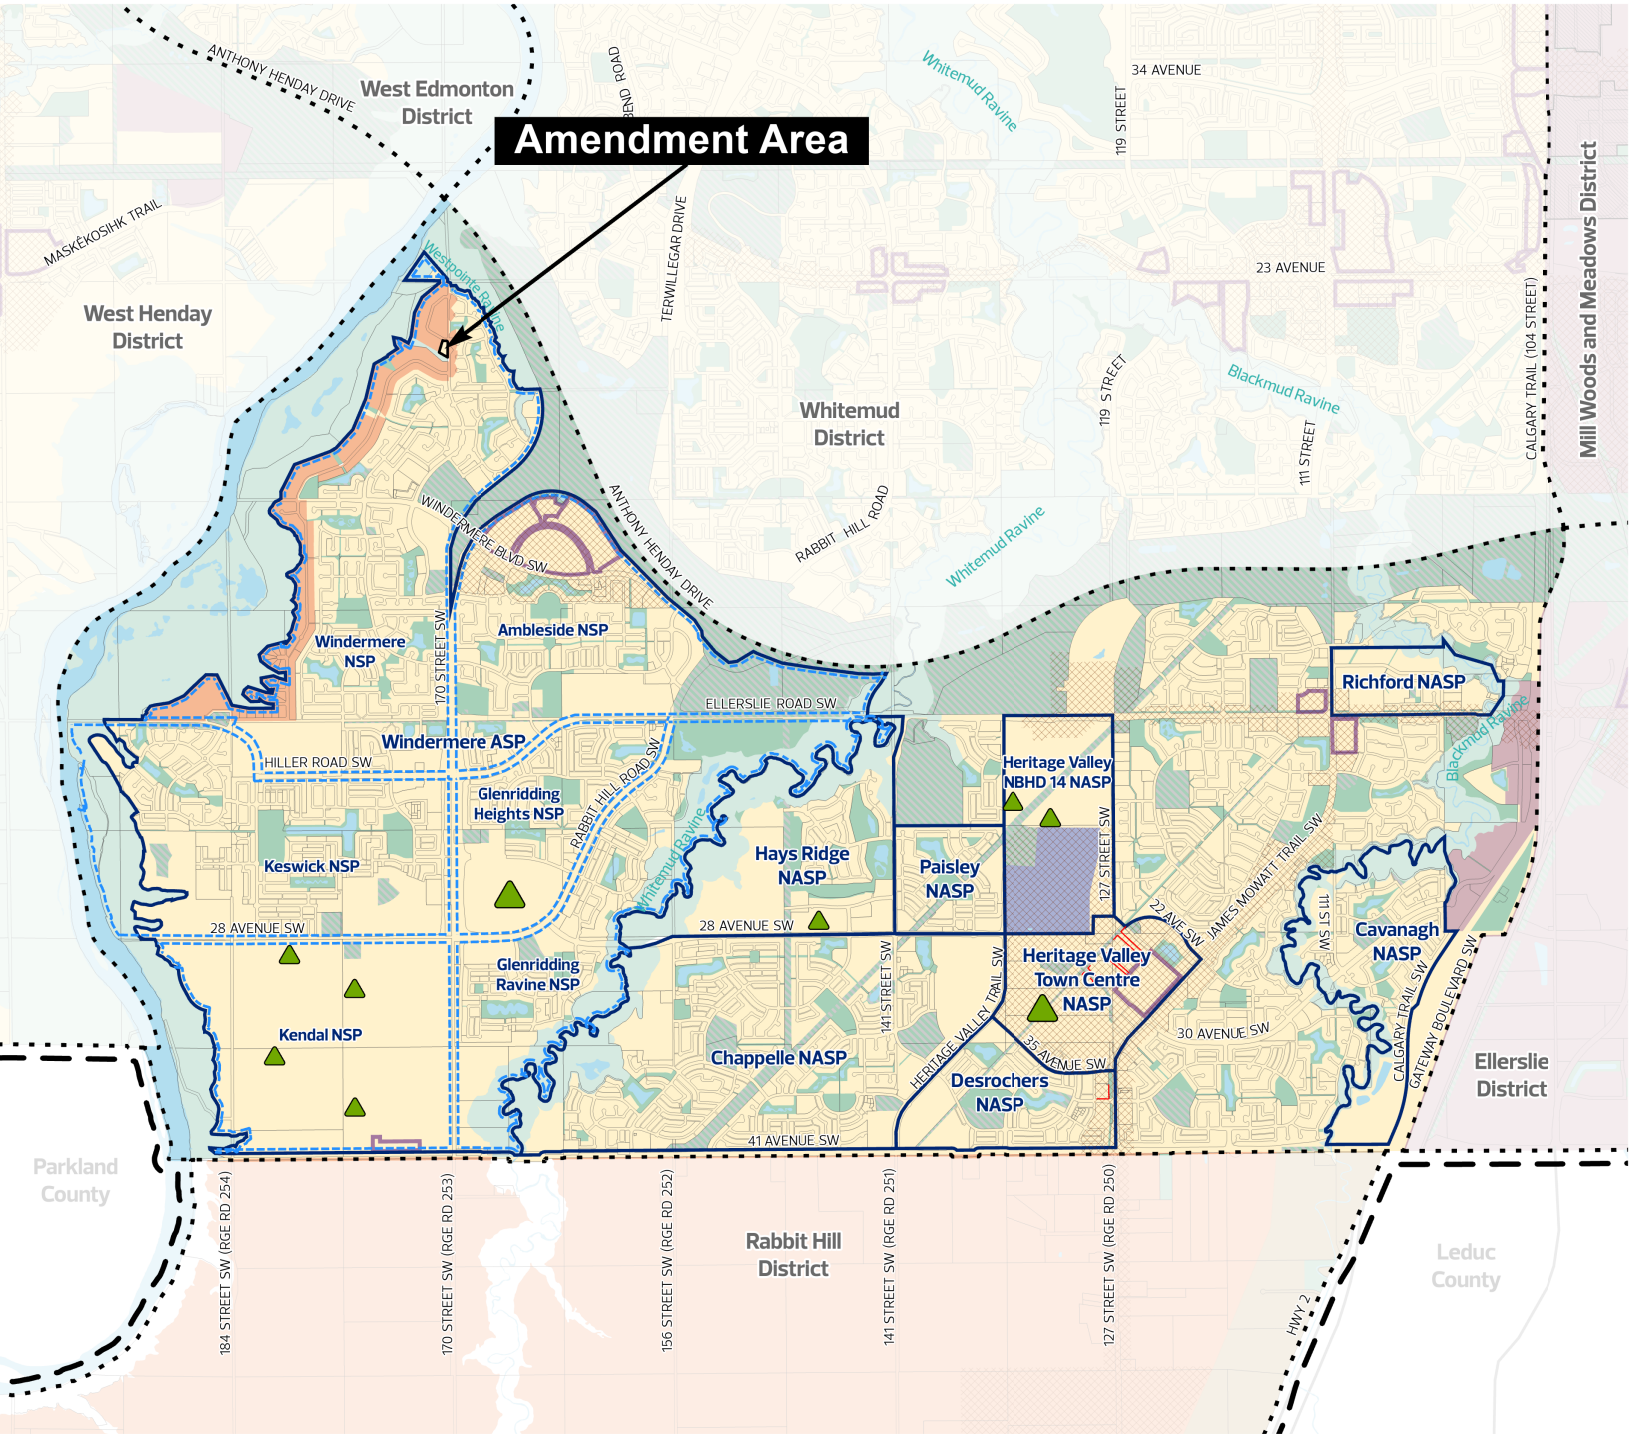 ANTHONY HENDAY DRIVE
West Edmonton
District
BEND ROAD
Whitemud Ravine
34 AVENUE
119 STREET
Amendment Area
Mill Woods and Meadows District
MASKÊKOSIHK TRAIL
TERWILLEGAR DRIVE
23 AVENUE
CALGARY TRAIL (104 STREET)
West Henday
District
Westpointe Ravine
Whitemud
District
119 STREET
Blackmud Ravine
111 STREET
WINDERMERE BLVD SW
ANTHONY HENDAY DRIVE
RABBIT HILL ROAD
Whitemud Ravine
170 STREET SW
Windermere
NSP
Ambleside NSP
Richford NASP
ELLERSLIE ROAD SW
Blackmud Ravine
Windermere ASP
HILLER ROAD SW
RABBIT HILL ROAD SW
Heritage Valley
NBHD 14 NASP
Glenridding
Heights NSP
Whitemud Ravine
127 STREET SW
JAMES MOWATT TRAIL SW
Keswick NSP
Hays Ridge
NASP
Paisley
NASP
28 AVENUE SW
28 AVENUE SW
22 AVE SW
111 ST SW
Cavanagh
NASP
Glenridding
Ravine NSP
141 STREET SW
HERITAGE VALLEY TRAIL SW
Heritage Valley
Town Centre
NASP
CALGARY TRAIL SW
GATEWAY BOULEVARD SW
Kendal NSP
Chappelle NASP
35 AVENUE SW
30 AVENUE SW
Desrochers
NASP
Ellerslie
District
41 AVENUE SW
Parkland
County
184 STREET SW (RGE RD 254)
170 STREET SW (RGE RD 253)
156 STREET SW (RGE RD 252)
141 STREET SW (RGE RD 251)
127 STREET SW (RGE RD 250)
Rabbit Hill
District
HWY 2
Leduc
County